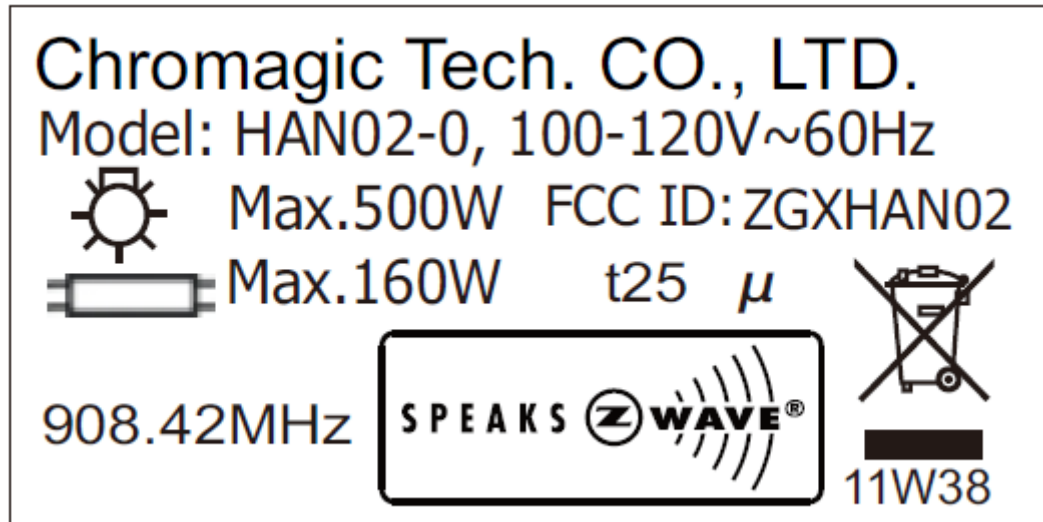 Chromagic Tech. CO., LTD.
Model: HAN02-0, 100-120V~60Hz
Max.500W FCC ID: ZGXHAN02
Max.160W t25 μ
908.42MHz SPEAKS Z WAVE®
11W38